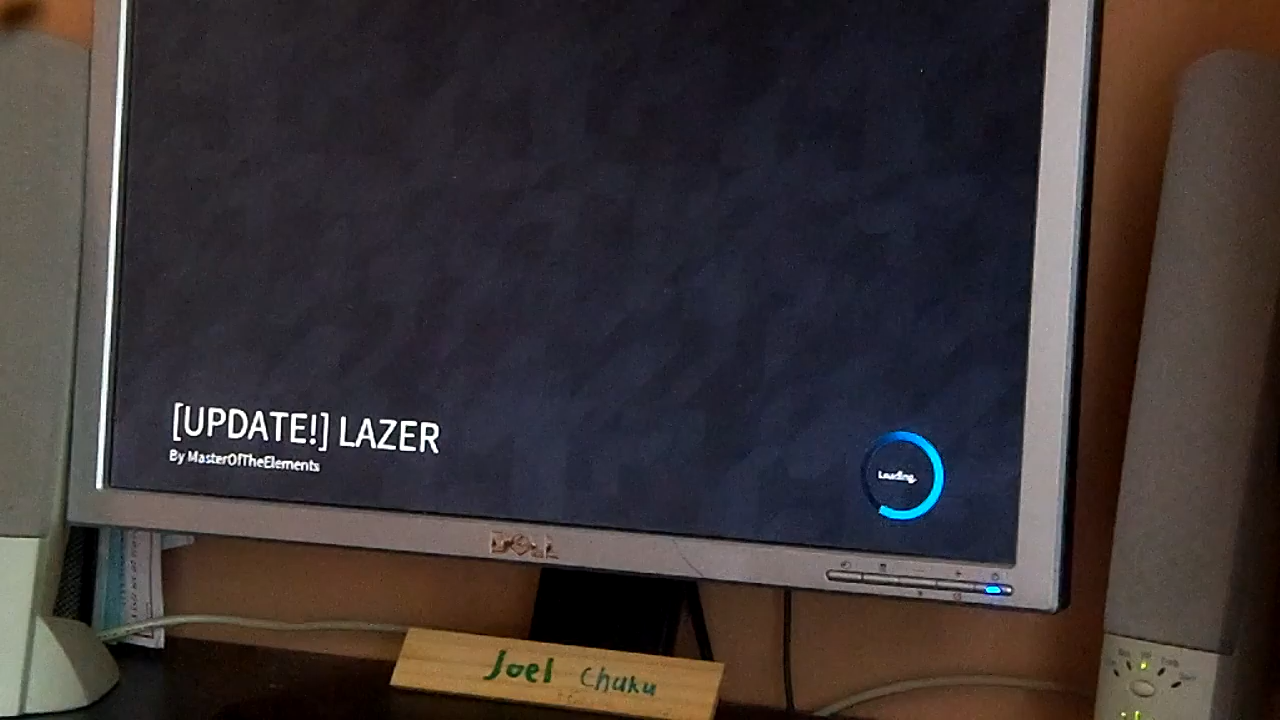 [UPDATE!] LAZER
By MasterOfTheElements
Loading.
DELL
Joel Chuku